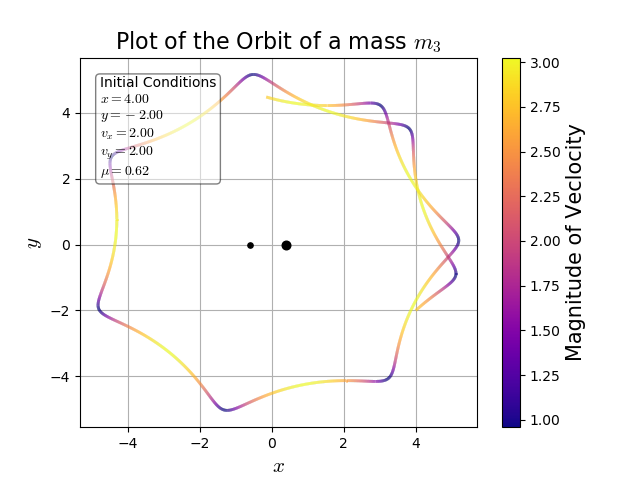 Plot of the Orbit of a mass m₃
Initial Conditions
x = 4.00
y = −2.00
vₓ = 2.00
v_y = 2.00
μ = 0.62
4
2
0
−2
−4
y
−4
−2
0
2
4
x
3.00
2.75
2.50
2.25
2.00
1.75
1.50
1.25
1.00
Magnitude of Veclocity